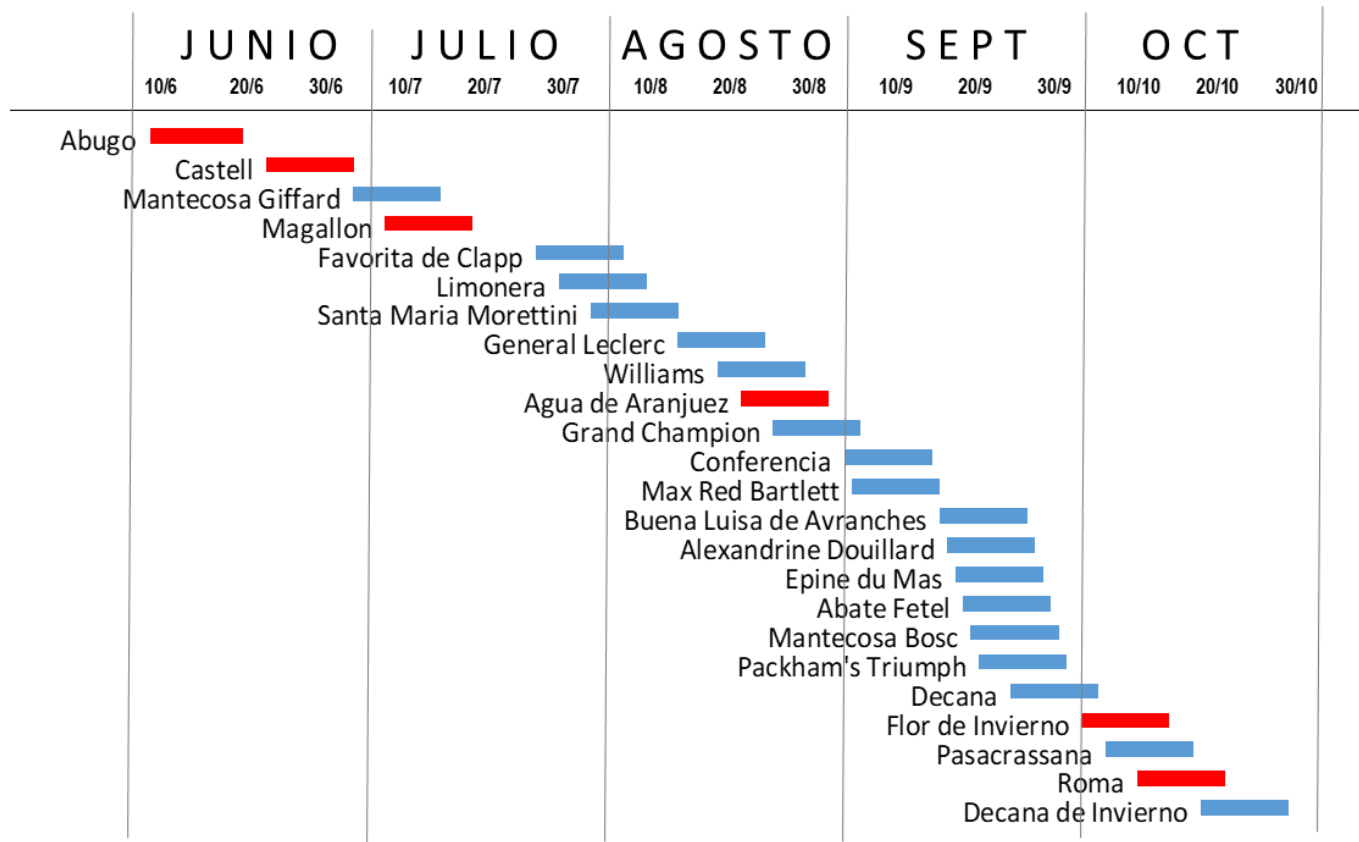 JUNIO JULIO AGOSTO SEPT OCT
10/6 20/6 30/6 10/7 20/7 30/7 10/8 20/8 30/8 10/9 20/9 30/9 10/10 20/10 30/10
Abugo
Castell
Mantecosa Giffard
Magallon
Favorita de Clapp
Limonera
Santa Maria Morettini
General Leclerc
Williams
Agua de Aranjuez
Grand Champion
Conferencia
Max Red Bartlett
Buena Luisa de Avranches
Alexandrine Douillard
Epine du Mas
Abate Fetel
Mantecosa Bosc
Packham's Triumph
Decana
Flor de Invierno
Pasacrassana
Roma
Decana de Invierno